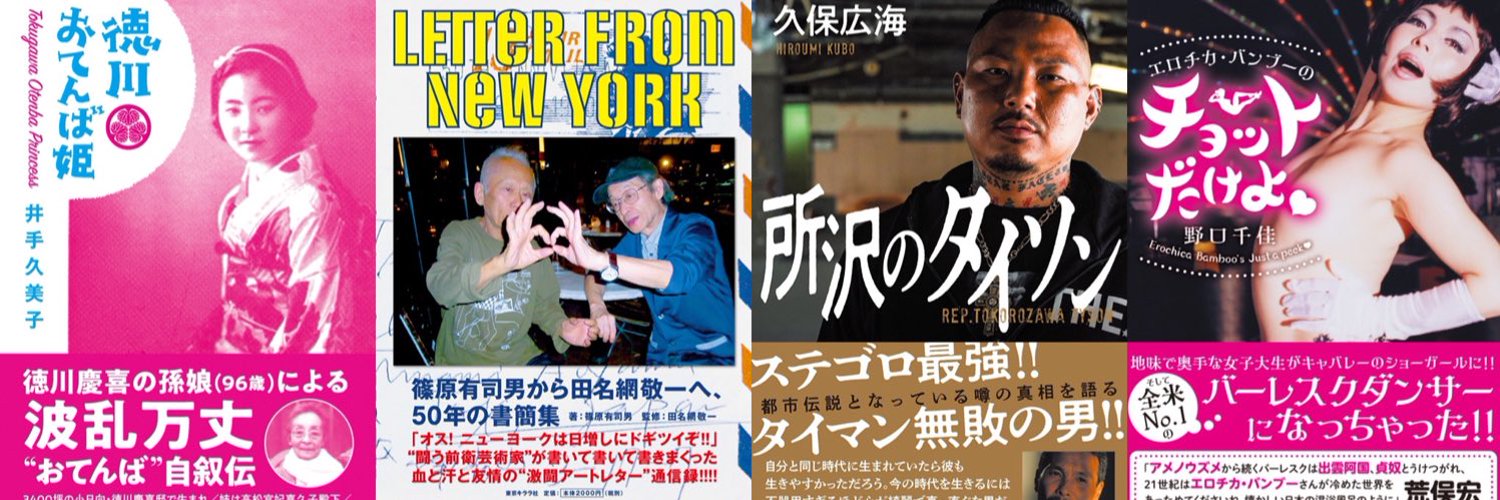 徳川
おてんば姫
Tokugawa Otenba Princess
井手久美子
徳川慶喜の孫娘(96歳)による
波乱万丈
“おてんば”自叙伝
LETTER FROM
NEW YORK
篠原有司男から田名網敬一へ、
50年の書簡集 著:篠原有司男 監修:田名網敬一
「オス! ニューヨークは日増しにドギツイぞ!!」
“闘う前衛芸術家”が書いて書いて書きまくった
血と汗と友情の“激闘アートレター”通信録!!!!
東京キララ社 定価 本体2000円(税別)
久保広海
HIROUMI KUBO
所沢のタイソン
REP.TOKOROZAWA TYSON
ステゴロ最強!!
都市伝説となっている噂の真相を語る
タイマン無敗の男!!
自分と同じ時代に生まれていたら彼も
生きやすかっただろう。今の時代を生きるには
エロチカ・バンブーの
チョット
だけよ
野口千佳
Erochica Bamboo's Just a peek
地味で奥手な女子大生がキャバレーのショーガールに!!
そして
全米
No.1の
バーレスクダンサー
になっちゃった!!
「アメノウズメから続くバーレスクは出雲阿国、貞奴とうけつがれ、
21世紀はエロチカ・バンブーさんが冷めた世界を
荒俣宏